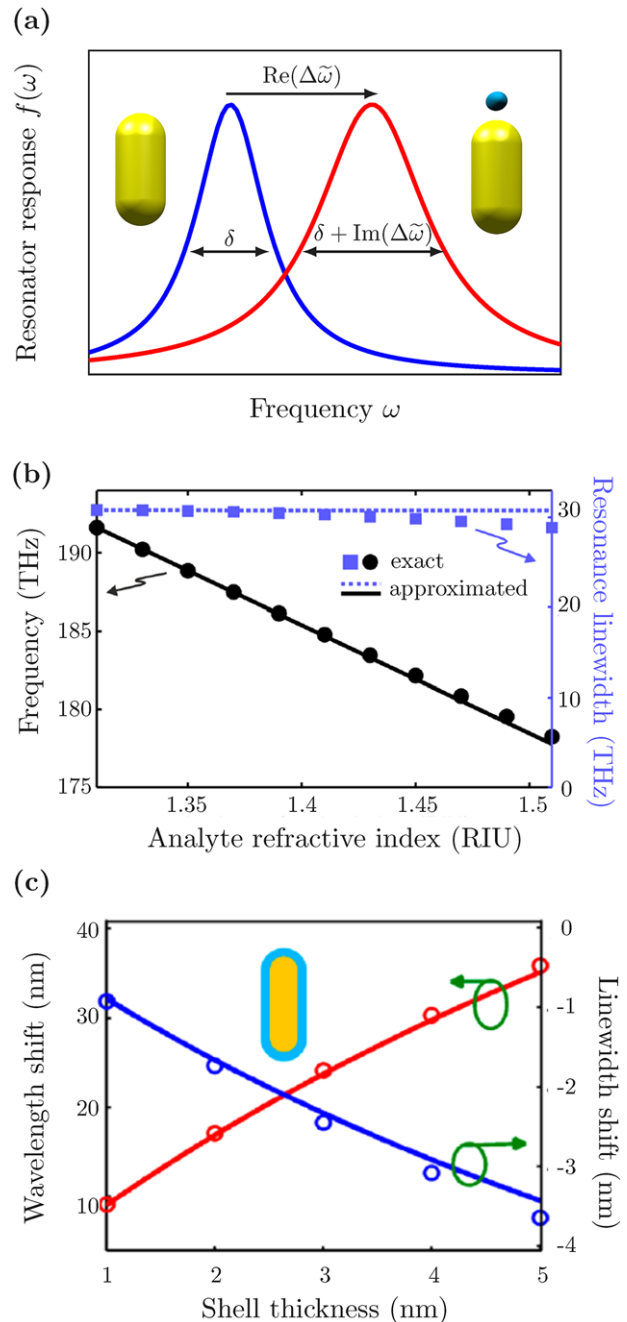 (a)
Resonator response f(ω)
Re(Δω̃)
δ
δ + Im(Δω̃)
Frequency ω
(b)
Frequency (THz)
190
185
180
175
exact
approximated
30
20
10
0
Resonance linewidth (THz)
1.35
1.4
1.45
1.5
Analyte refractive index (RIU)
(c)
Wavelength shift (nm)
40
30
20
10
0
-1
-2
-3
-4
Linewidth shift (nm)
1
2
3
4
5
Shell thickness (nm)